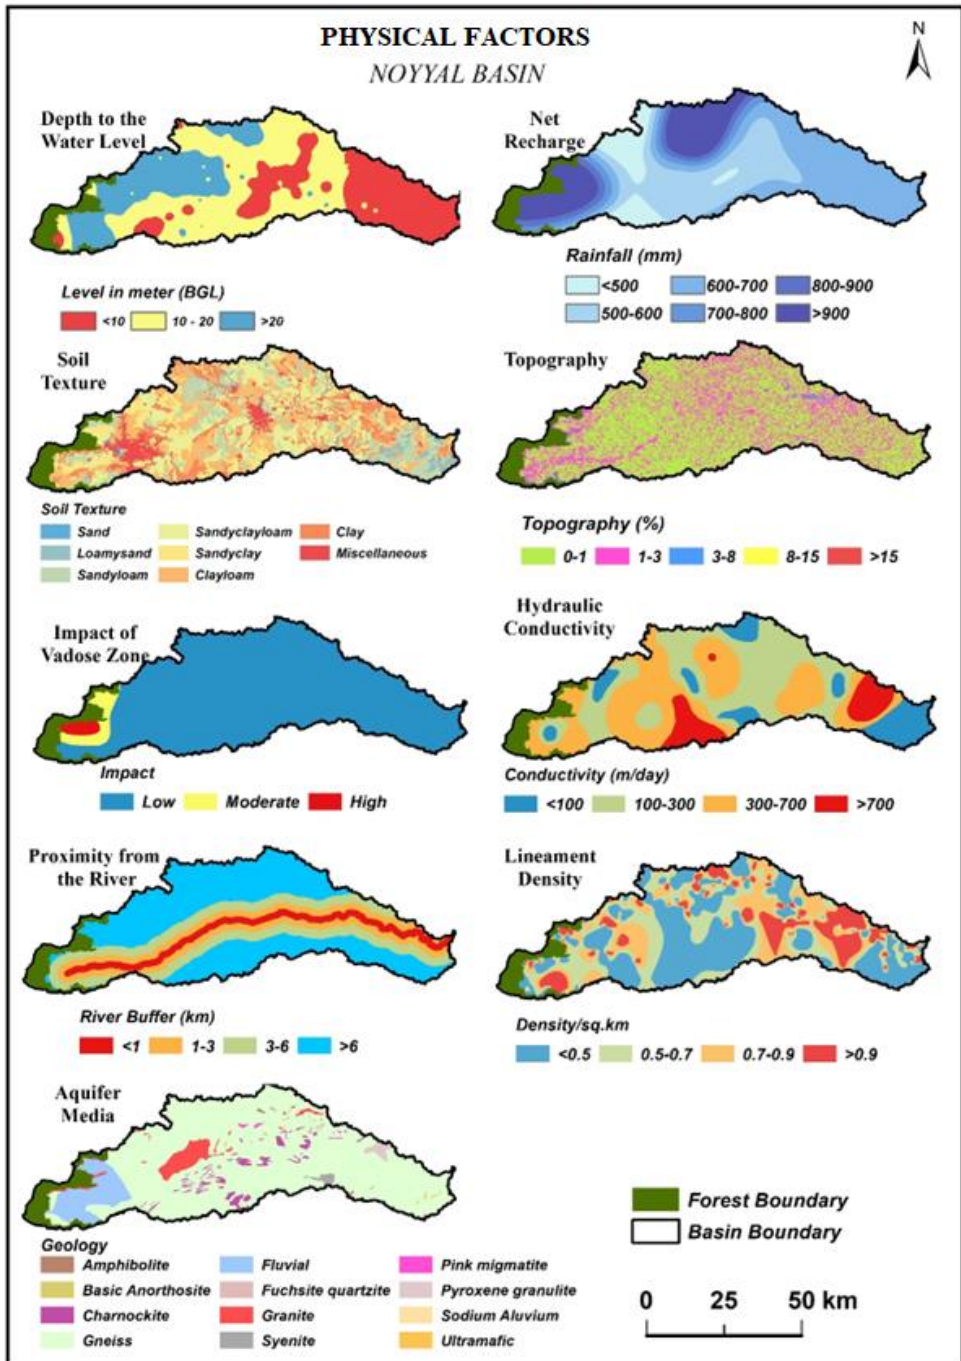 PHYSICAL FACTORS
NOYYAL BASIN
N
Depth to the
Water Level
Level in meter (BGL)
<10 10 - 20 >20
Net
Recharge
Rainfall (mm)
<500 600-700 800-900
500-600 700-800 >900
Soil
Texture
Soil Texture
Sand Sandyclayloam Clay
Loamysand Sandyclay Miscellaneous
Sandyloam Clayloam
Topography
Topography (%)
0-1 1-3 3-8 8-15 >15
Impact of
Vadose Zone
Impact
Low Moderate High
Hydraulic
Conductivity
Conductivity (m/day)
<100 100-300 300-700 >700
Proximity from
the River
River Buffer (km)
<1 1-3 3-6 >6
Lineament
Density
Density/sq.km
<0.5 0.5-0.7 0.7-0.9 >0.9
Aquifer
Media
Geology
Amphibolite Fluvial Pink migmatite
Basic Anorthosite Fuchsite quartzite Pyroxene granulite
Charnockite Granite Sodium Aluvium
Gneiss Syenite Ultramafic
Forest Boundary
Basin Boundary
0 25 50 km